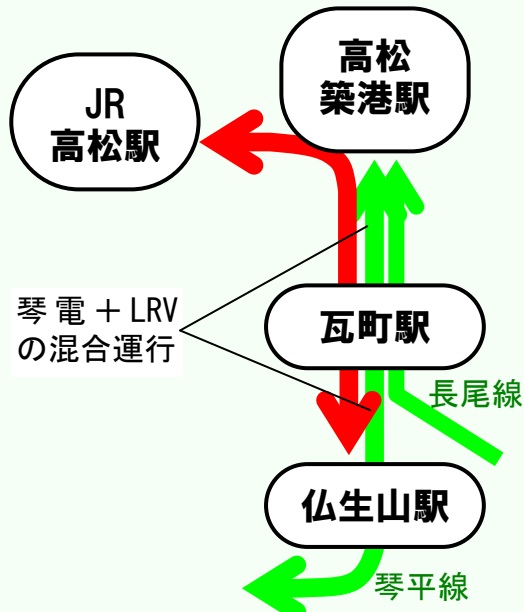 高松
築港駅
JR
高松駅
琴電＋LRV
の混合運行
瓦町駅
長尾線
仏生山駅
琴平線